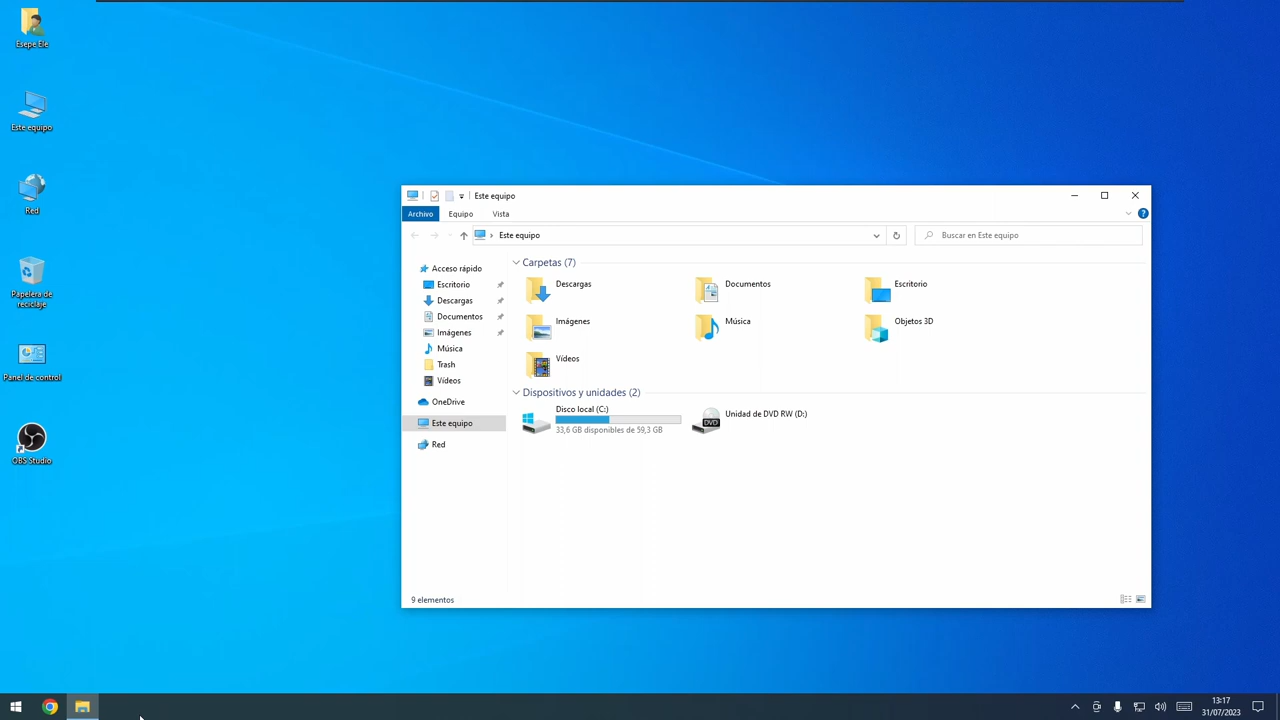 Esepe Ele
Este equipo
Red
Papelera de
reciclaje
Panel de control
OBS Studio
Este equipo
Archivo
Equipo
Vista
?
Este equipo
Buscar en Este equipo
Acceso rápido
Escritorio
Descargas
Documentos
Imágenes
Música
Trash
Vídeos
OneDrive
Este equipo
Red
Carpetas (7)
Descargas
Documentos
Escritorio
Imágenes
Música
Objetos 3D
Vídeos
Dispositivos y unidades (2)
Disco local (C:)
33,6 GB disponibles de 59,3 GB
DVD
Unidad de DVD RW (D:)
9 elementos
13:17
31/07/2023